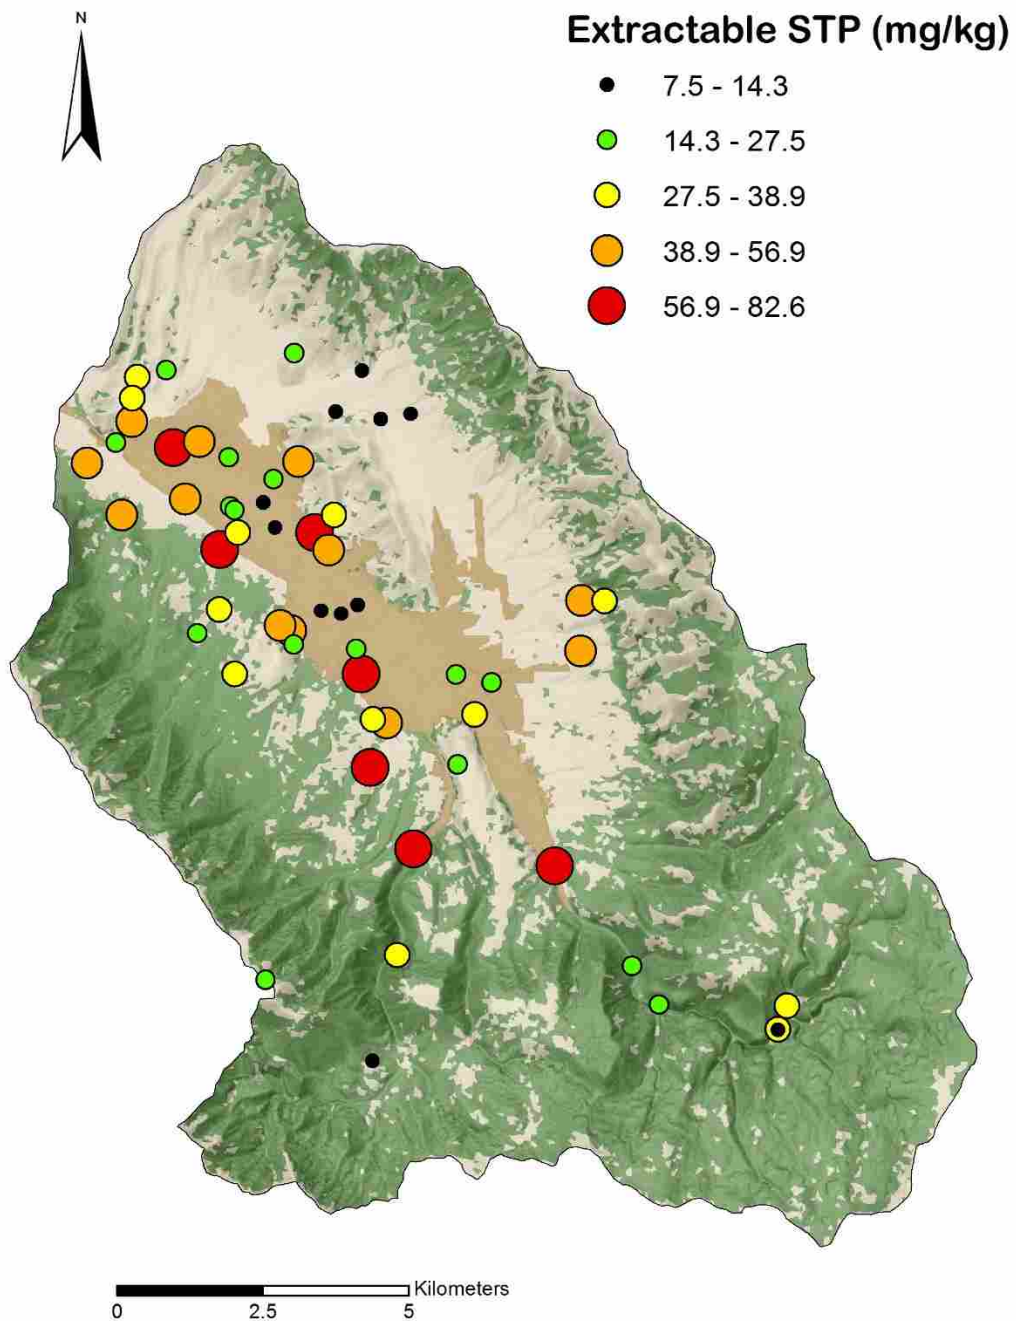 N
Extractable STP (mg/kg)
7.5 - 14.3
14.3 - 27.5
27.5 - 38.9
38.9 - 56.9
56.9 - 82.6
Kilometers
0 2.5 5